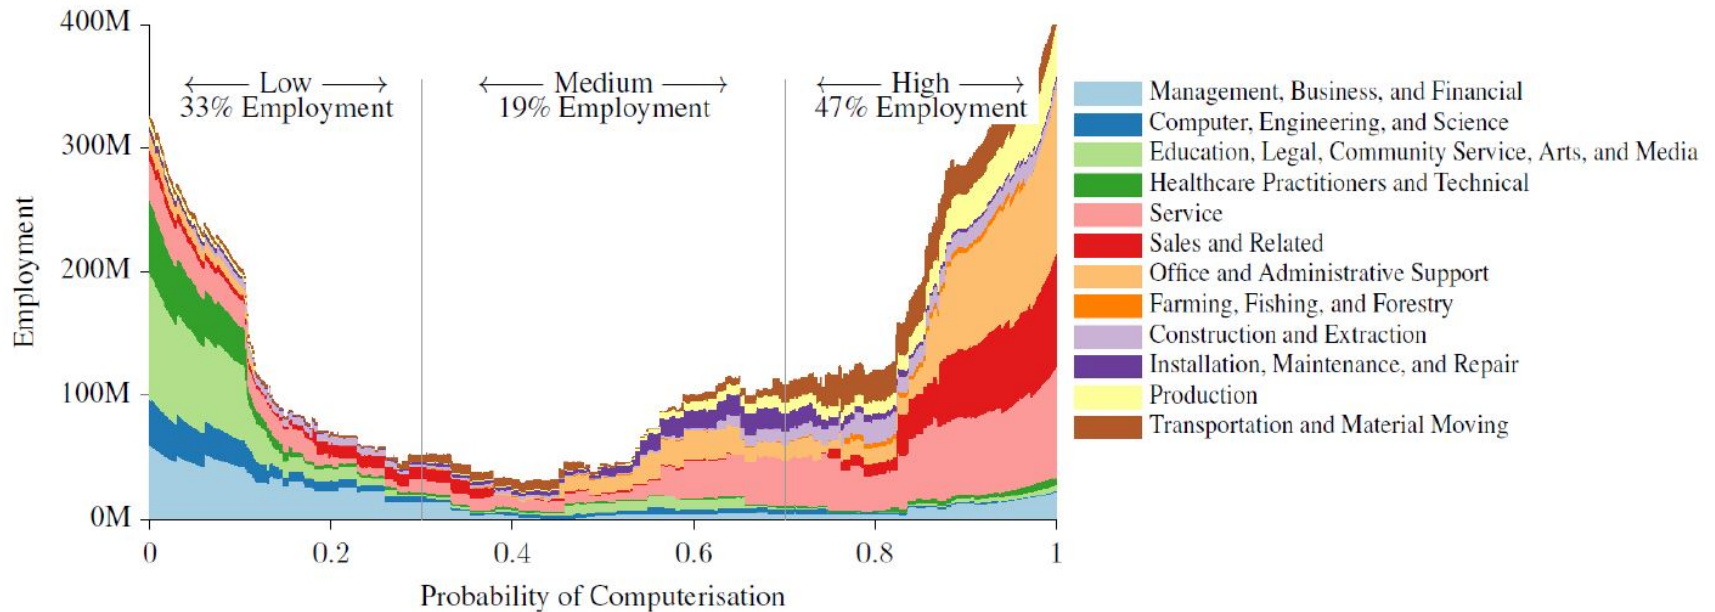 400M
300M
200M
100M
0M
Employment
Low
33% Employment
Medium
19% Employment
High
47% Employment
0
0.2
0.4
0.6
0.8
1
Probability of Computerisation
Management, Business, and Financial
Computer, Engineering, and Science
Education, Legal, Community Service, Arts, and Media
Healthcare Practitioners and Technical
Service
Sales and Related
Office and Administrative Support
Farming, Fishing, and Forestry
Construction and Extraction
Installation, Maintenance, and Repair
Production
Transportation and Material Moving